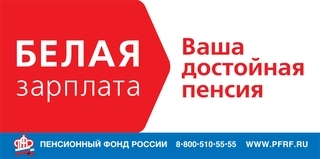 БЕЛАЯ
зарплата
Ваша
достойная
пенсия
ПЕНСИОННЫЙ ФОНД РОССИИ 8-800-510-55-55 WWW.PFRF.RU